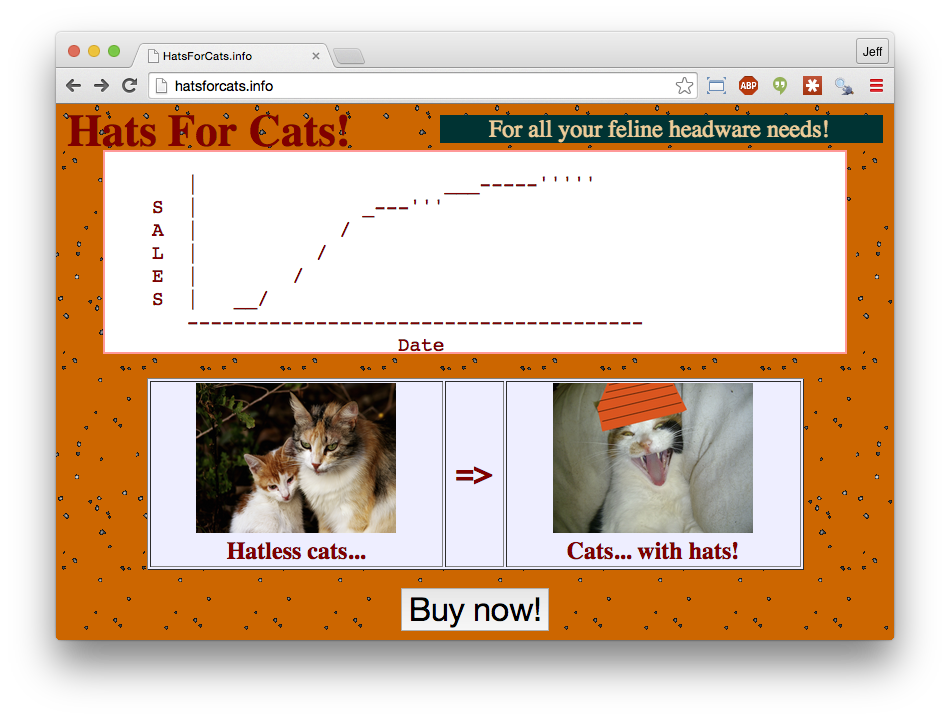 HatsForCats.info
Jeff
hatsforcats.info
ABP
Hats For Cats!
For all your feline headware needs!
|                     ___-----'''''
S  |              _---'''
A  |            /
L  |          /
E  |        /
S  |   __/
---------------------------------------
Date
Hatless cats...
=>
Cats... with hats!
Buy now!